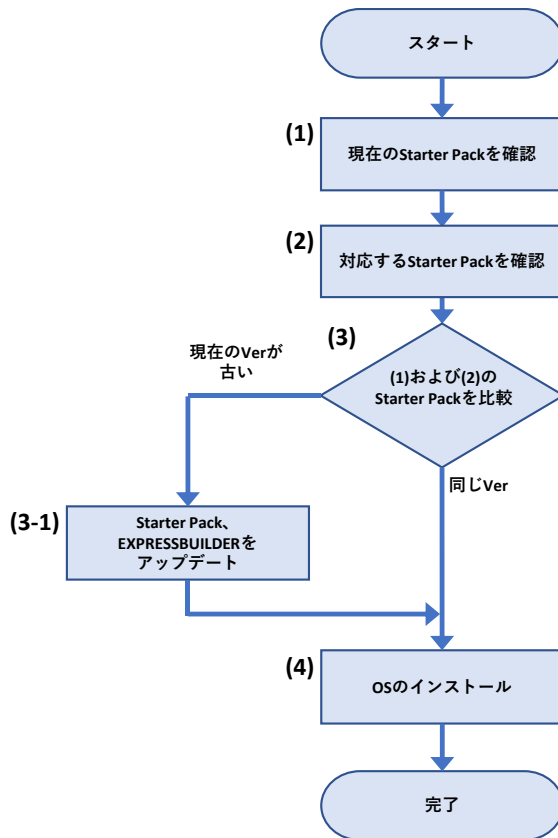 スタート
(1)
現在のStarter Packを確認
(2)
対応するStarter Packを確認
(3)
(1)および(2)の
Starter Packを比較
現在のVerが
古い
同じVer
(3-1)
Starter Pack、
EXPRESSBUILDERを
アップデート
(4)
OSのインストール
完了